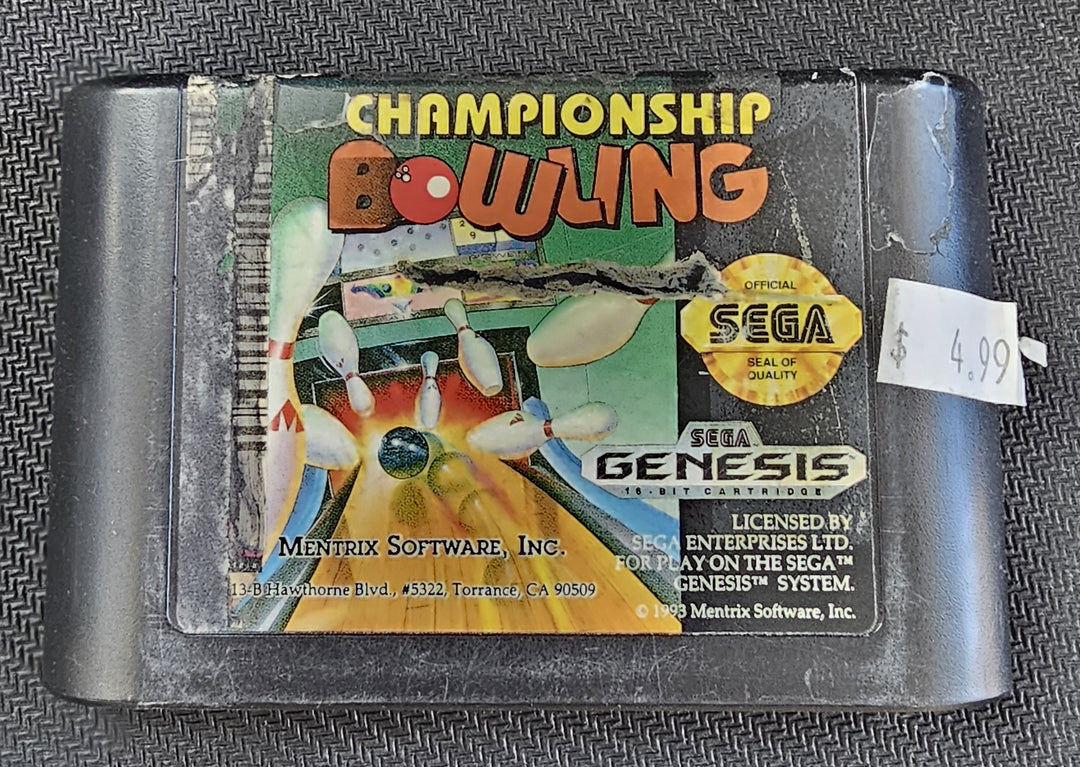 CHAMPIONSHIP
BOWLING
OFFICIAL
SEGA
SEAL OF
QUALITY
$ 4.99
SEGA
GENESIS
16-BIT CARTRIDGE
LICENSED BY
SEGA ENTERPRISES LTD.
FOR PLAY ON THE SEGA™
GENESIS™ SYSTEM.
MENTRIX SOFTWARE, INC.
13-B Hawthorne Blvd., #5322, Torrance, CA 90509
© 1993 Mentrix Software, Inc.